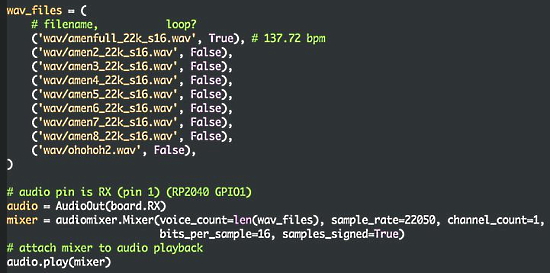 wav_files = (
    # filename,           loop?
    ('wav/amenfull_22k_s16.wav', True), # 137.72 bpm
    ('wav/amen2_22k_s16.wav', False),
    ('wav/amen3_22k_s16.wav', False),
    ('wav/amen4_22k_s16.wav', False),
    ('wav/amen5_22k_s16.wav', False),
    ('wav/amen6_22k_s16.wav', False),
    ('wav/amen7_22k_s16.wav', False),
    ('wav/amen8_22k_s16.wav', False),
    ('wav/ohohoh2.wav', False),
)
# audio pin is RX (pin 1) (RP2040 GPIO1)
audio = AudioOut(board.RX)
mixer = audiomixer.Mixer(voice_count=len(wav_files), sample_rate=22050, channel_count=1,
                         bits_per_sample=16, samples_signed=True)
# attach mixer to audio playback
audio.play(mixer)